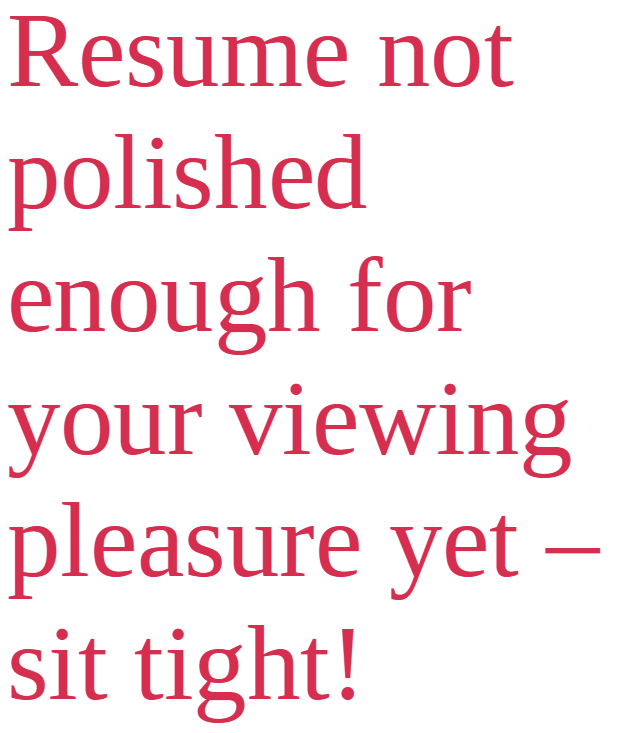 Resume not
polished
enough for
your viewing
pleasure yet –
sit tight!